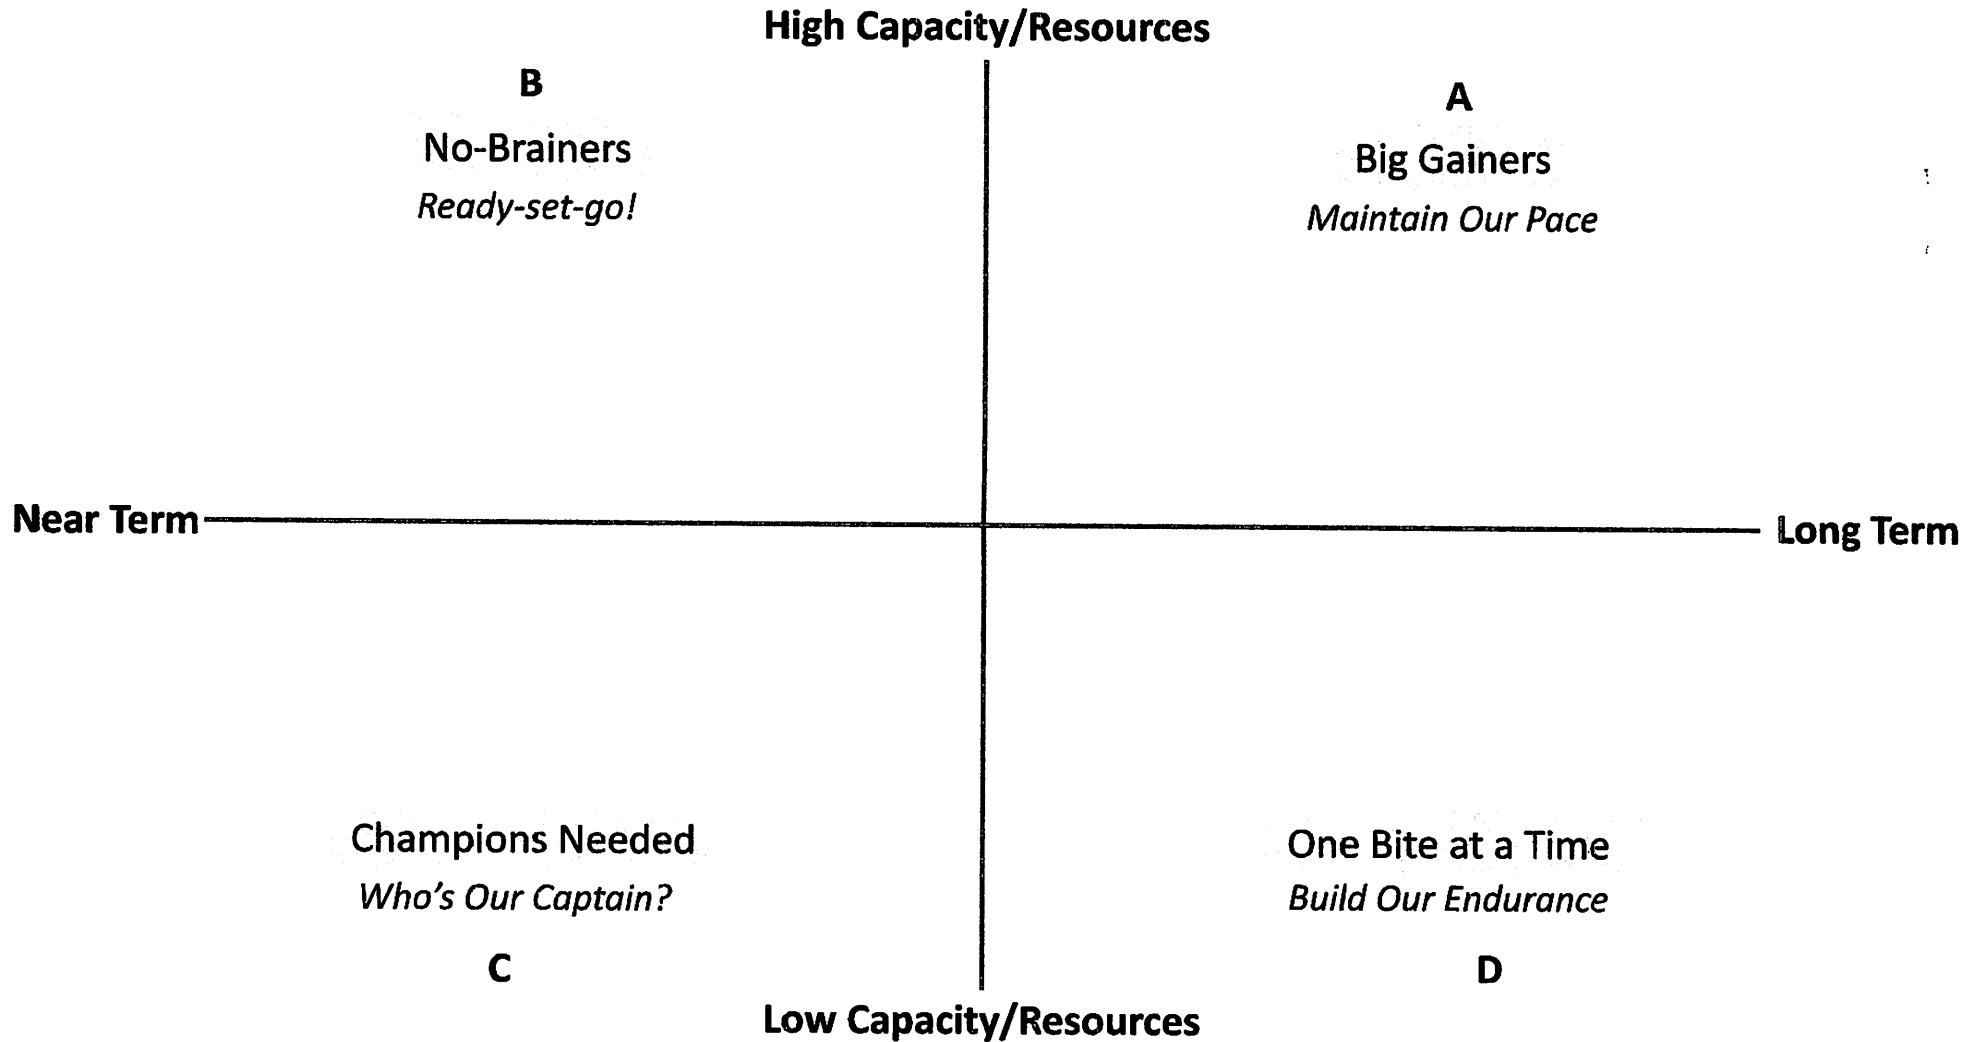 High Capacity/Resources
B
No-Brainers
Ready-set-go!
A
Big Gainers
Maintain Our Pace
Near Term
Long Term
Champions Needed
Who's Our Captain?
C
One Bite at a Time
Build Our Endurance
D
Low Capacity/Resources